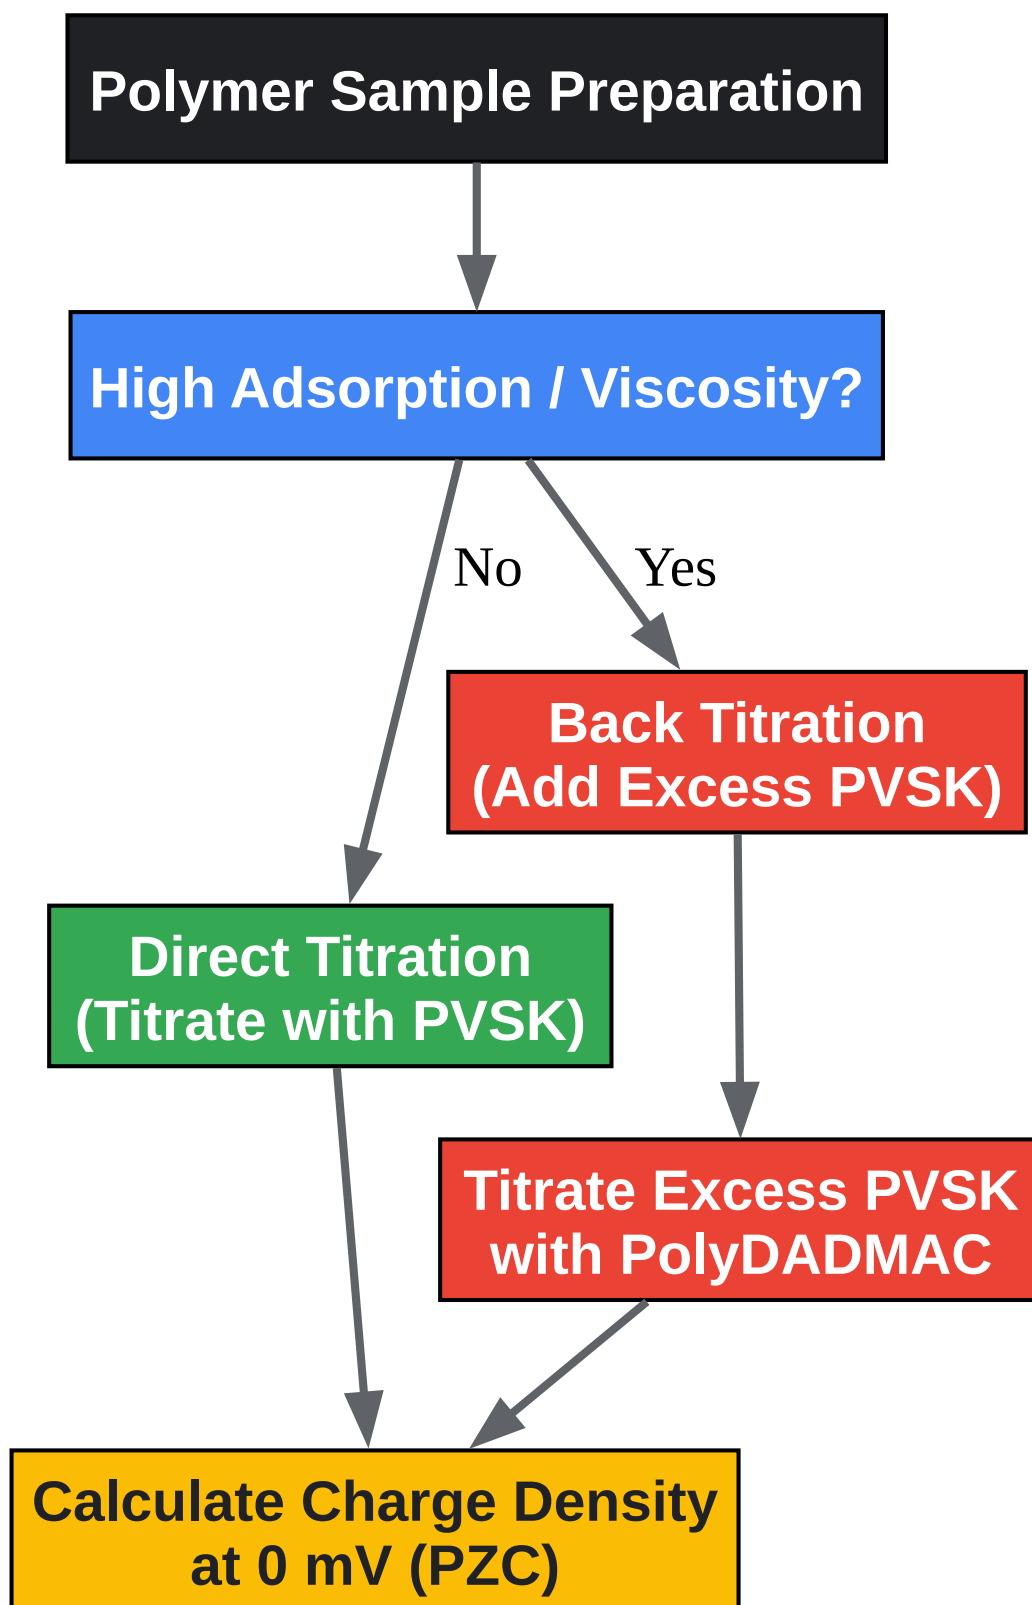 Polymer Sample Preparation
High Adsorption / Viscosity?
No
Yes
Back Titration
(Add Excess PVSK)
Direct Titration
(Titrate with PVSK)
Titrate Excess PVSK
with PolyDADMAC
Calculate Charge Density
at 0 mV (PZC)